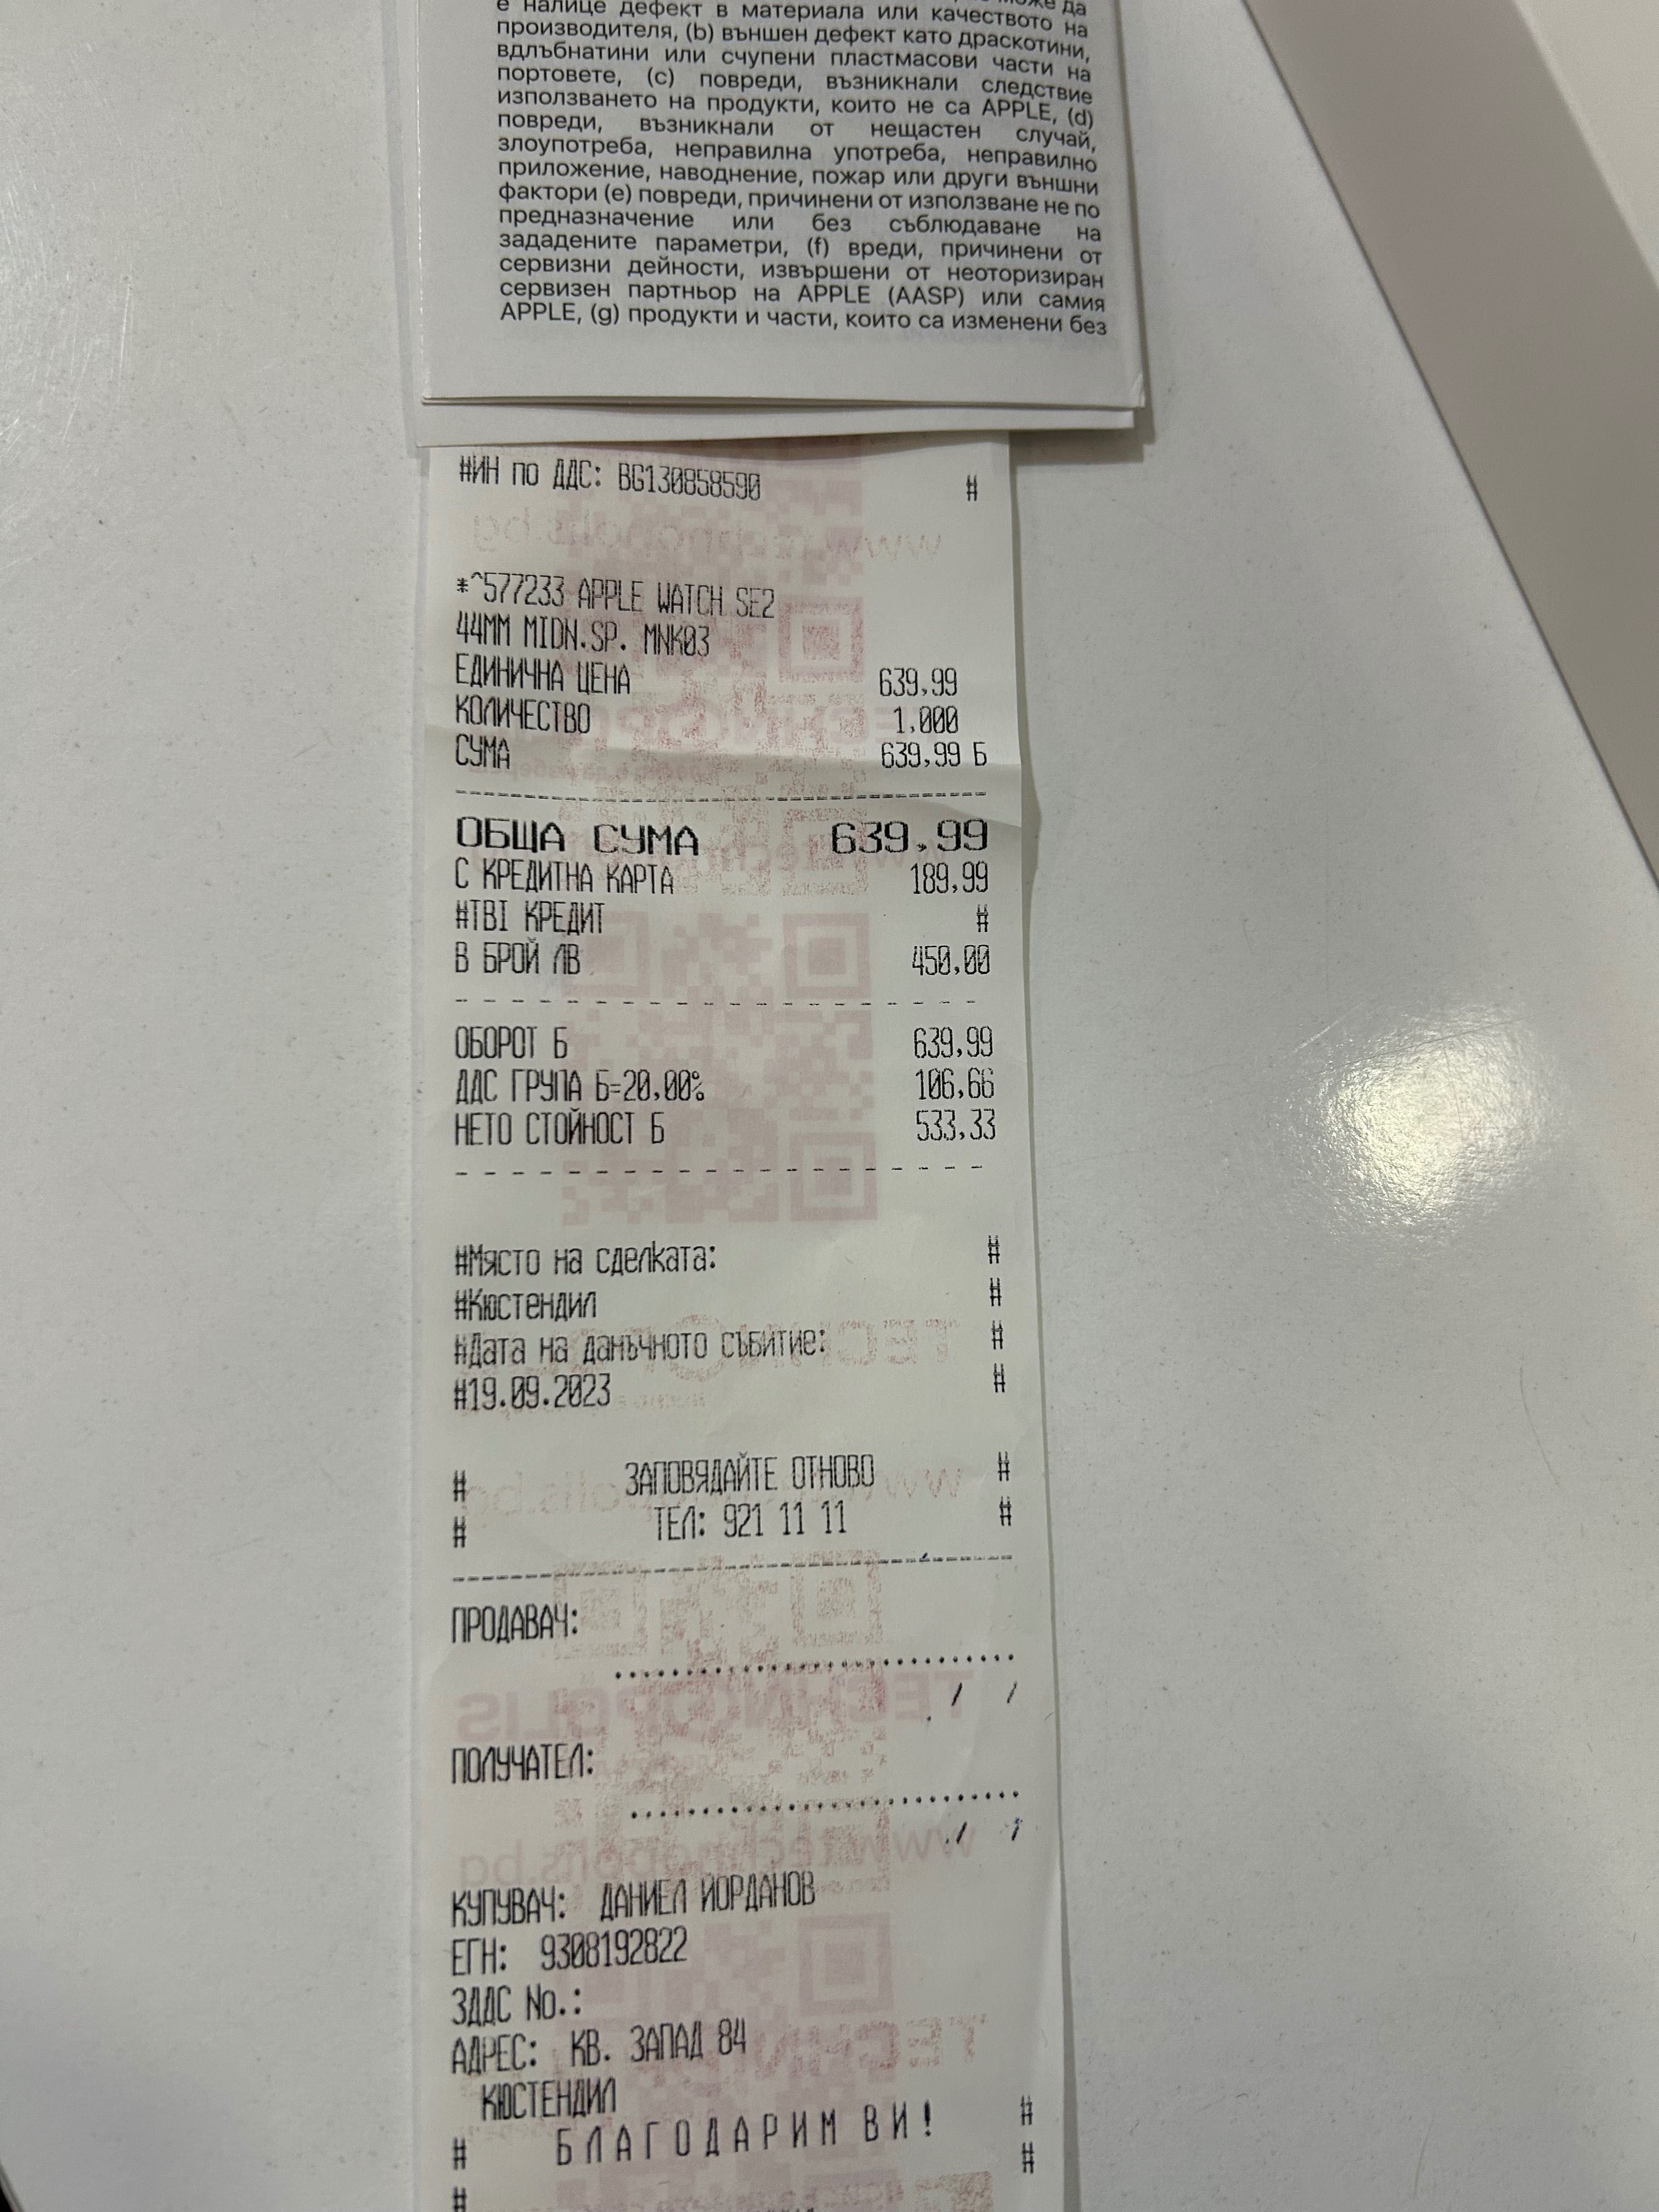 е налице дефект в материала или качеството на
производителя, (b) външен дефект като драскотини,
вдлъбнатини или счупени пластмасови части на
портовете, (c) повреди, възникнали следствие
използването на продукти, които не са APPLE, (d)
повреди, възникнали от нещастен случай,
злоупотреба, неправилна употреба, неправилно
приложение, наводнение, пожар или други външни
фактори (e) повреди, причинени от използване не по
предназначение или без съблюдаване на
зададените параметри, (f) вреди, причинени от
сервизни дейности, извършени от неоторизиран
сервизен партньор на APPLE (AASP) или самия
APPLE, (g) продукти и части, които са изменени без
#ИН по ДДС: BG130858590 #
*^577233 APPLE WATCH SE2
44MM MIDN.SP. MNK03
ЕДИНИЧНА ЦЕНА 639,99
КОЛИЧЕСТВО 1,000
СУМА 639,99 Б
ОБЩА СУМА 639,99
С КРЕДИТНА КАРТА 189,99
#TBI КРЕДИТ #
В БРОЙ ЛВ 450,00
ОБОРОТ Б 639,99
ДДС ГРУПА Б=20,00% 106,66
НЕТО СТОЙНОСТ Б 533,33
#Място на сделката: #
#Кюстендил #
#Дата на данъчното събитие: #
#19.09.2023 #
# ЗАПОВЯДАЙТЕ ОТНОВО #
# ТЕЛ: 921 11 11 #
ПРОДАВАЧ:
/ /
ПОЛУЧАТЕЛ:
/ /
КУПУВАЧ: ДАНИЕЛ ЙОРДАНОВ
ЕГН: 9308192822
ЗДДС No.:
АДРЕС: КВ. ЗАПАД 84
КЮСТЕНДИЛ
# БЛАГОДАРИМ ВИ! #
# #